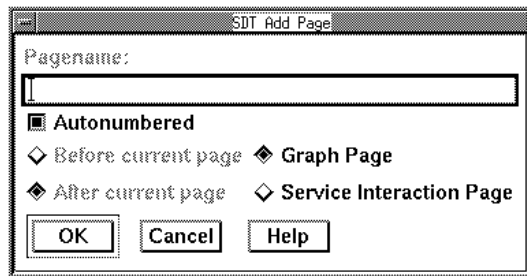 SDT Add Page
Pagename:
Autonumbered
Before current page Graph Page
After current page Service Interaction Page
OK Cancel Help